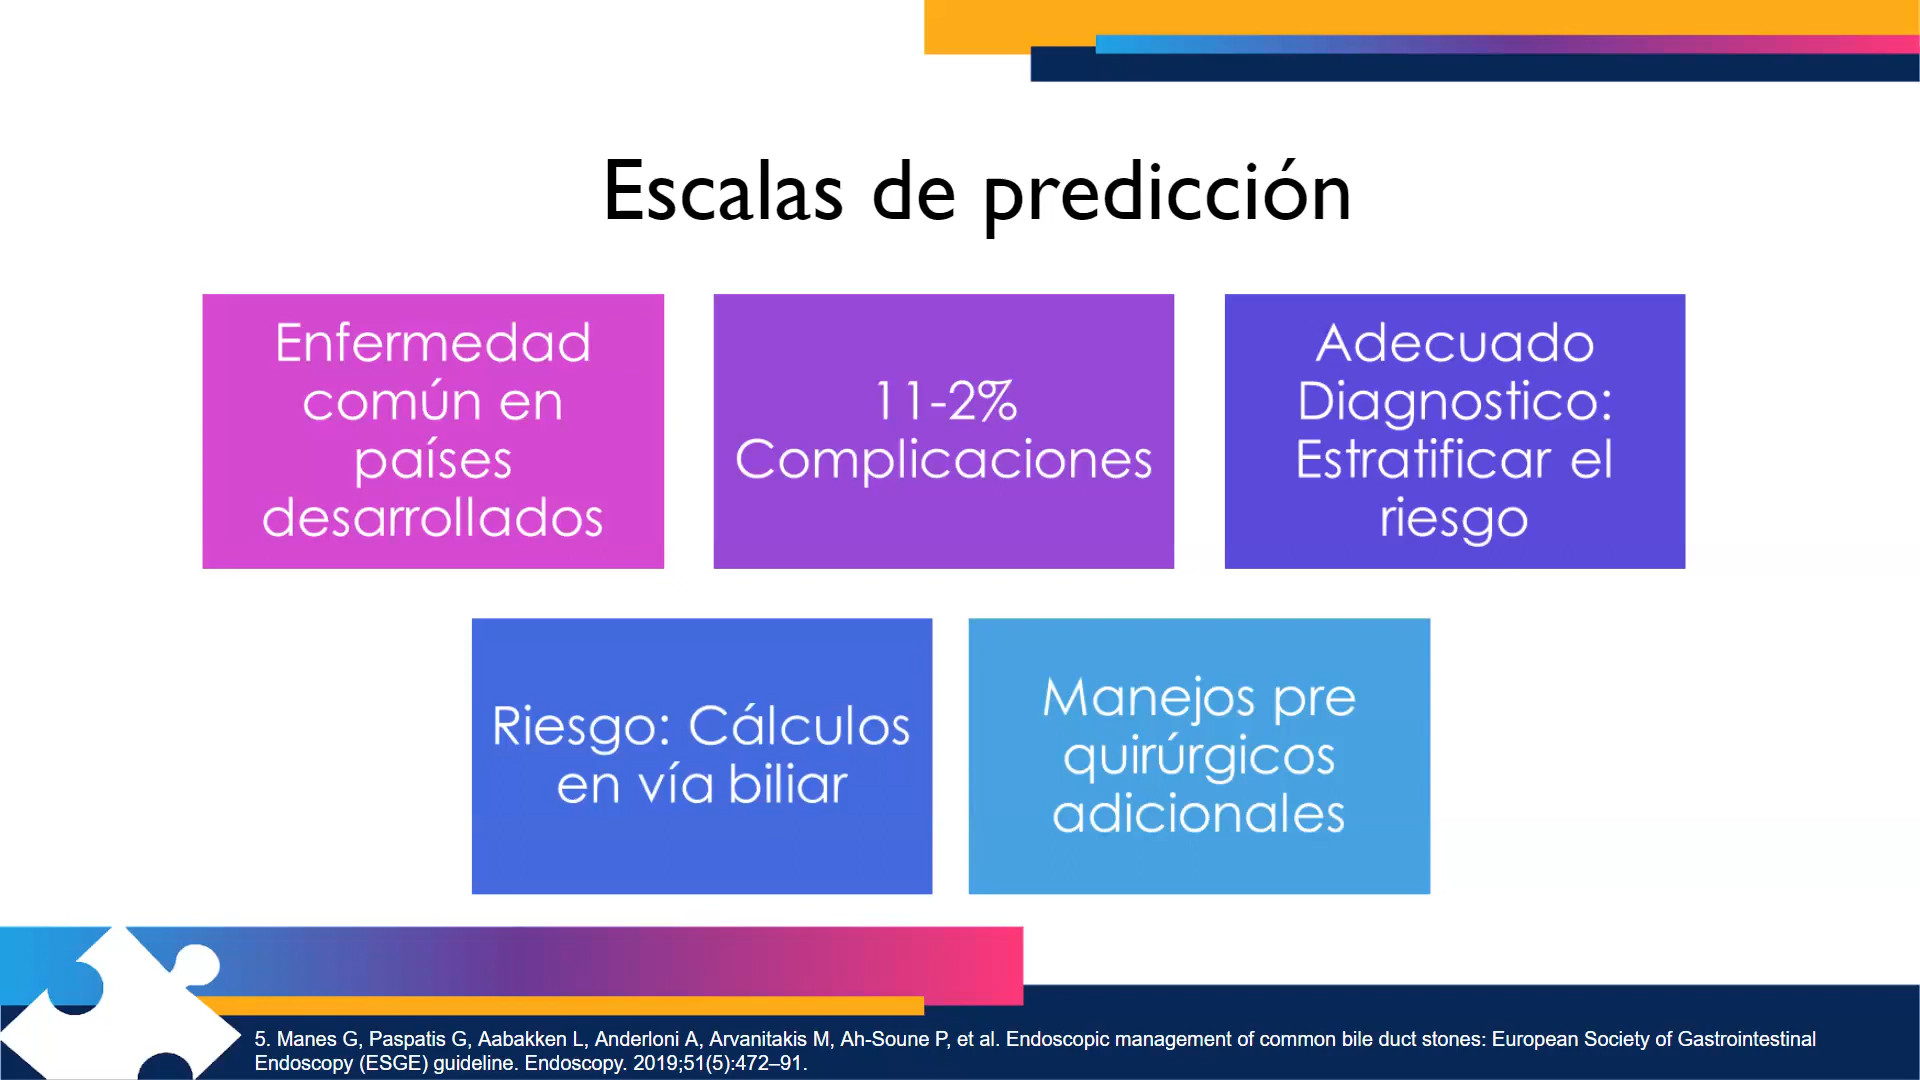 Escalas de predicción
Enfermedad
común en
países
desarrollados
11-2%
Complicaciones
Adecuado
Diagnostico:
Estratificar el
riesgo
Riesgo: Cálculos
en vía biliar
Manejos pre
quirúrgicos
adicionales
5. Manes G, Paspatis G, Aabakken L, Anderloni A, Arvanitakis M, Ah-Soune P, et al. Endoscopic management of common bile duct stones: European Society of Gastrointestinal
Endoscopy (ESGE) guideline. Endoscopy. 2019;51(5):472–91.